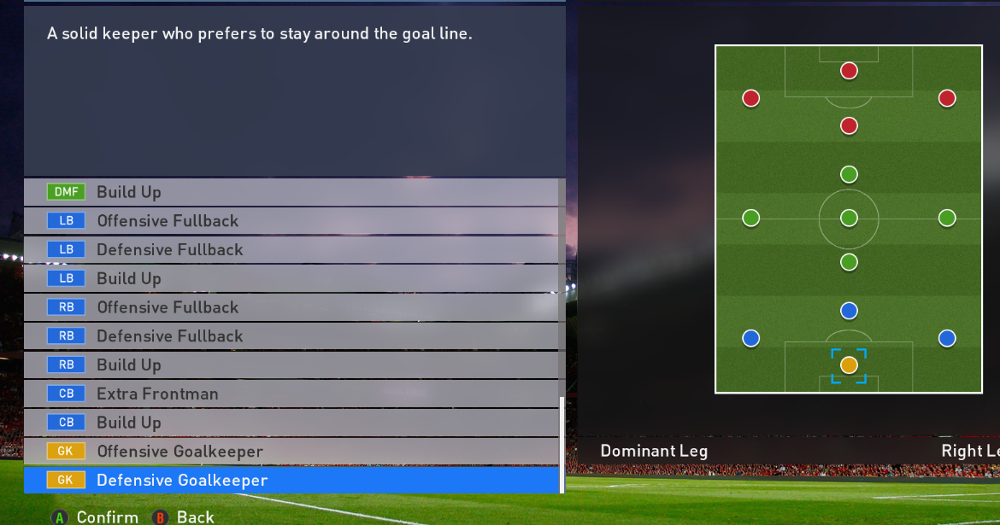 A solid keeper who prefers to stay around the goal line.
DMF Build Up
LB Offensive Fullback
LB Defensive Fullback
LB Build Up
RB Offensive Fullback
RB Defensive Fullback
RB Build Up
CB Extra Frontman
CB Build Up
GK Offensive Goalkeeper
GK Defensive Goalkeeper
Dominant Leg Right Le
A Confirm B Back